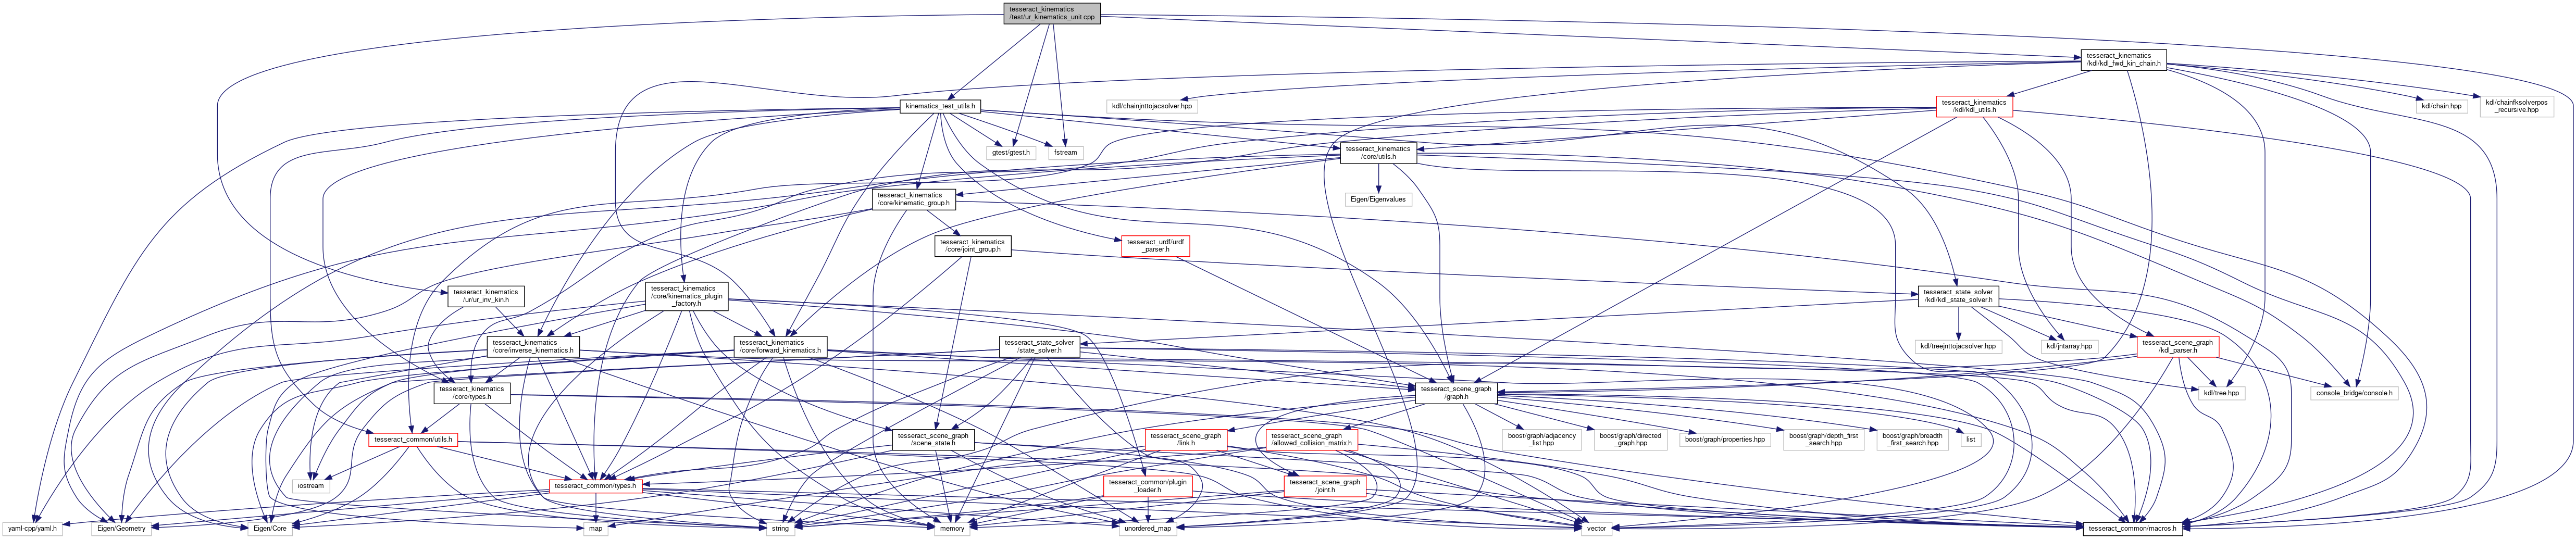 tesseract_kinematics
/test/ur_kinematics_unit.cpp
tesseract_kinematics
/kdl/kdl_fwd_kin_chain.h
kinematics_test_utils.h
kdl/chainjnttojacsolver.hpp
tesseract_kinematics
/kdl/kdl_utils.h
kdl/chain.hpp
kdl/chainfksolverpos
_recursive.hpp
gtest/gtest.h
fstream
tesseract_kinematics
/core/utils.h
tesseract_kinematics
/core/kinematic_group.h
Eigen/Eigenvalues
tesseract_kinematics
/core/joint_group.h
tesseract_urdf/urdf
_parser.h
tesseract_kinematics
/ur/ur_inv_kin.h
tesseract_kinematics
/core/kinematics_plugin
_factory.h
tesseract_state_solver
/kdl/kdl_state_solver.h
tesseract_kinematics
/core/inverse_kinematics.h
tesseract_kinematics
/core/forward_kinematics.h
tesseract_state_solver
/state_solver.h
kdl/treejnttojacsolver.hpp
kdl/jntarray.hpp
tesseract_scene_graph
/kdl_parser.h
tesseract_kinematics
/core/types.h
tesseract_scene_graph
/graph.h
kdl/tree.hpp
console_bridge/console.h
tesseract_common/utils.h
tesseract_scene_graph
/scene_state.h
tesseract_scene_graph
/link.h
tesseract_scene_graph
/allowed_collision_matrix.h
boost/graph/adjacency
_list.hpp
boost/graph/directed
_graph.hpp
boost/graph/properties.hpp
boost/graph/depth_first
_search.hpp
boost/graph/breadth
_first_search.hpp
list
iostream
tesseract_common/types.h
tesseract_common/plugin
_loader.h
tesseract_scene_graph
/joint.h
yaml-cpp/yaml.h
Eigen/Geometry
Eigen/Core
map
string
memory
unordered_map
vector
tesseract_common/macros.h